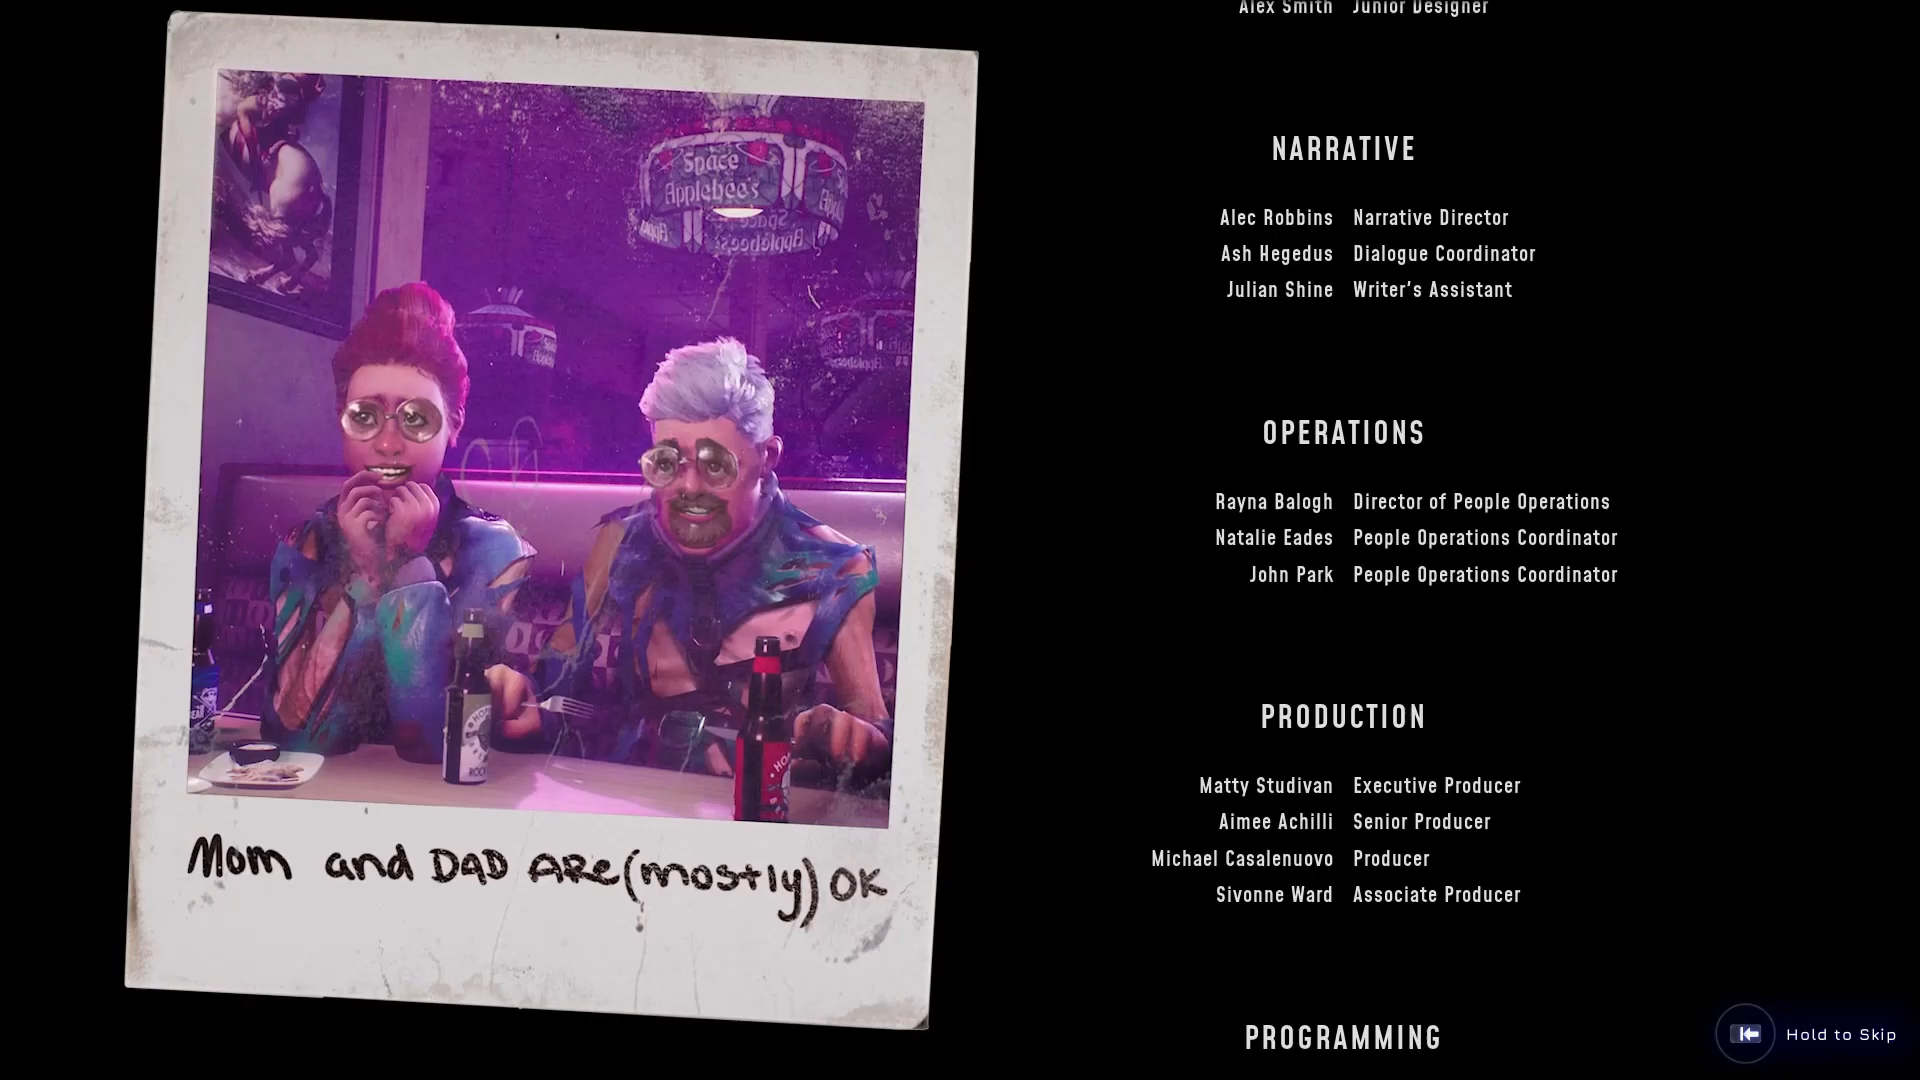 Alex Smith Junior Designer
Space
Applebee's
Mom and DAD ARe (mostly) OK
NARRATIVE
Alec Robbins Narrative Director
Ash Hegedus Dialogue Coordinator
Julian Shine Writer's Assistant
OPERATIONS
Rayna Balogh Director of People Operations
Natalie Eades People Operations Coordinator
John Park People Operations Coordinator
PRODUCTION
Matty Studivan Executive Producer
Aimee Achilli Senior Producer
Michael Casalenuovo Producer
Sivonne Ward Associate Producer
PROGRAMMING
Hold to Skip